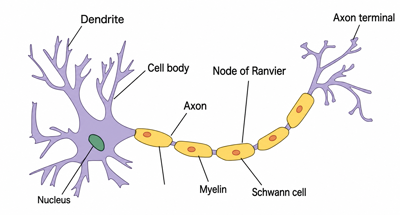 Dendrite
Axon terminal
Cell body
Node of Ranvier
Axon
Nucleus
Myelin
Schwann cell